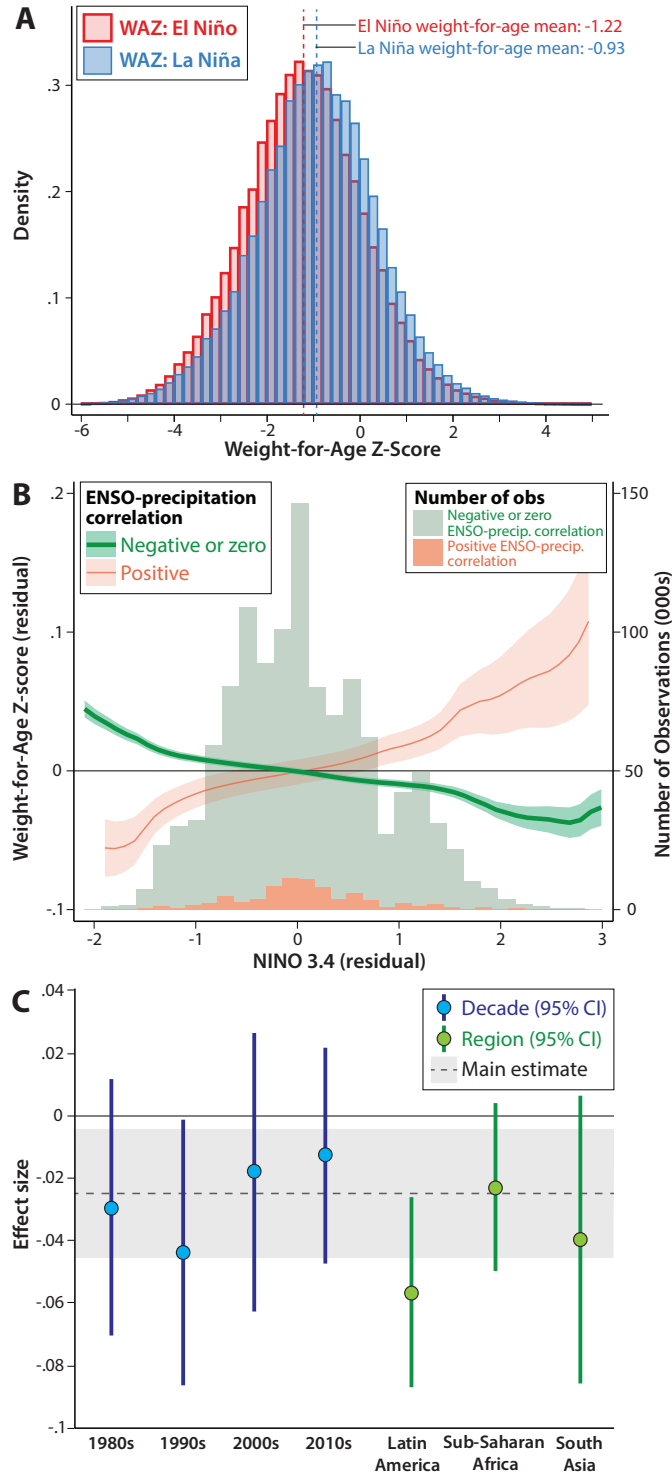 A
WAZ: El Niño
WAZ: La Niña
El Niño weight-for-age mean: -1.22
La Niña weight-for-age mean: -0.93
.3
.2
.1
0
Density
-6
-4
-2
0
2
4
Weight-for-Age Z-Score
B
ENSO-precipitation
correlation
Negative or zero
Positive
Number of obs
Negative or zero
ENSO-precip. correlation
Positive ENSO-precip.
correlation
.2
.1
0
-.1
Weight-for-Age Z-score (residual)
150
100
50
0
Number of Observations (000s)
-2
-1
0
1
2
3
NINO 3.4 (residual)
C
Decade (95% CI)
Region (95% CI)
Main estimate
.04
.02
0
-.02
-.04
-.06
-.08
-.1
Effect size
1980s
1990s
2000s
2010s
Latin
America
Sub-Saharan
Africa
South
Asia